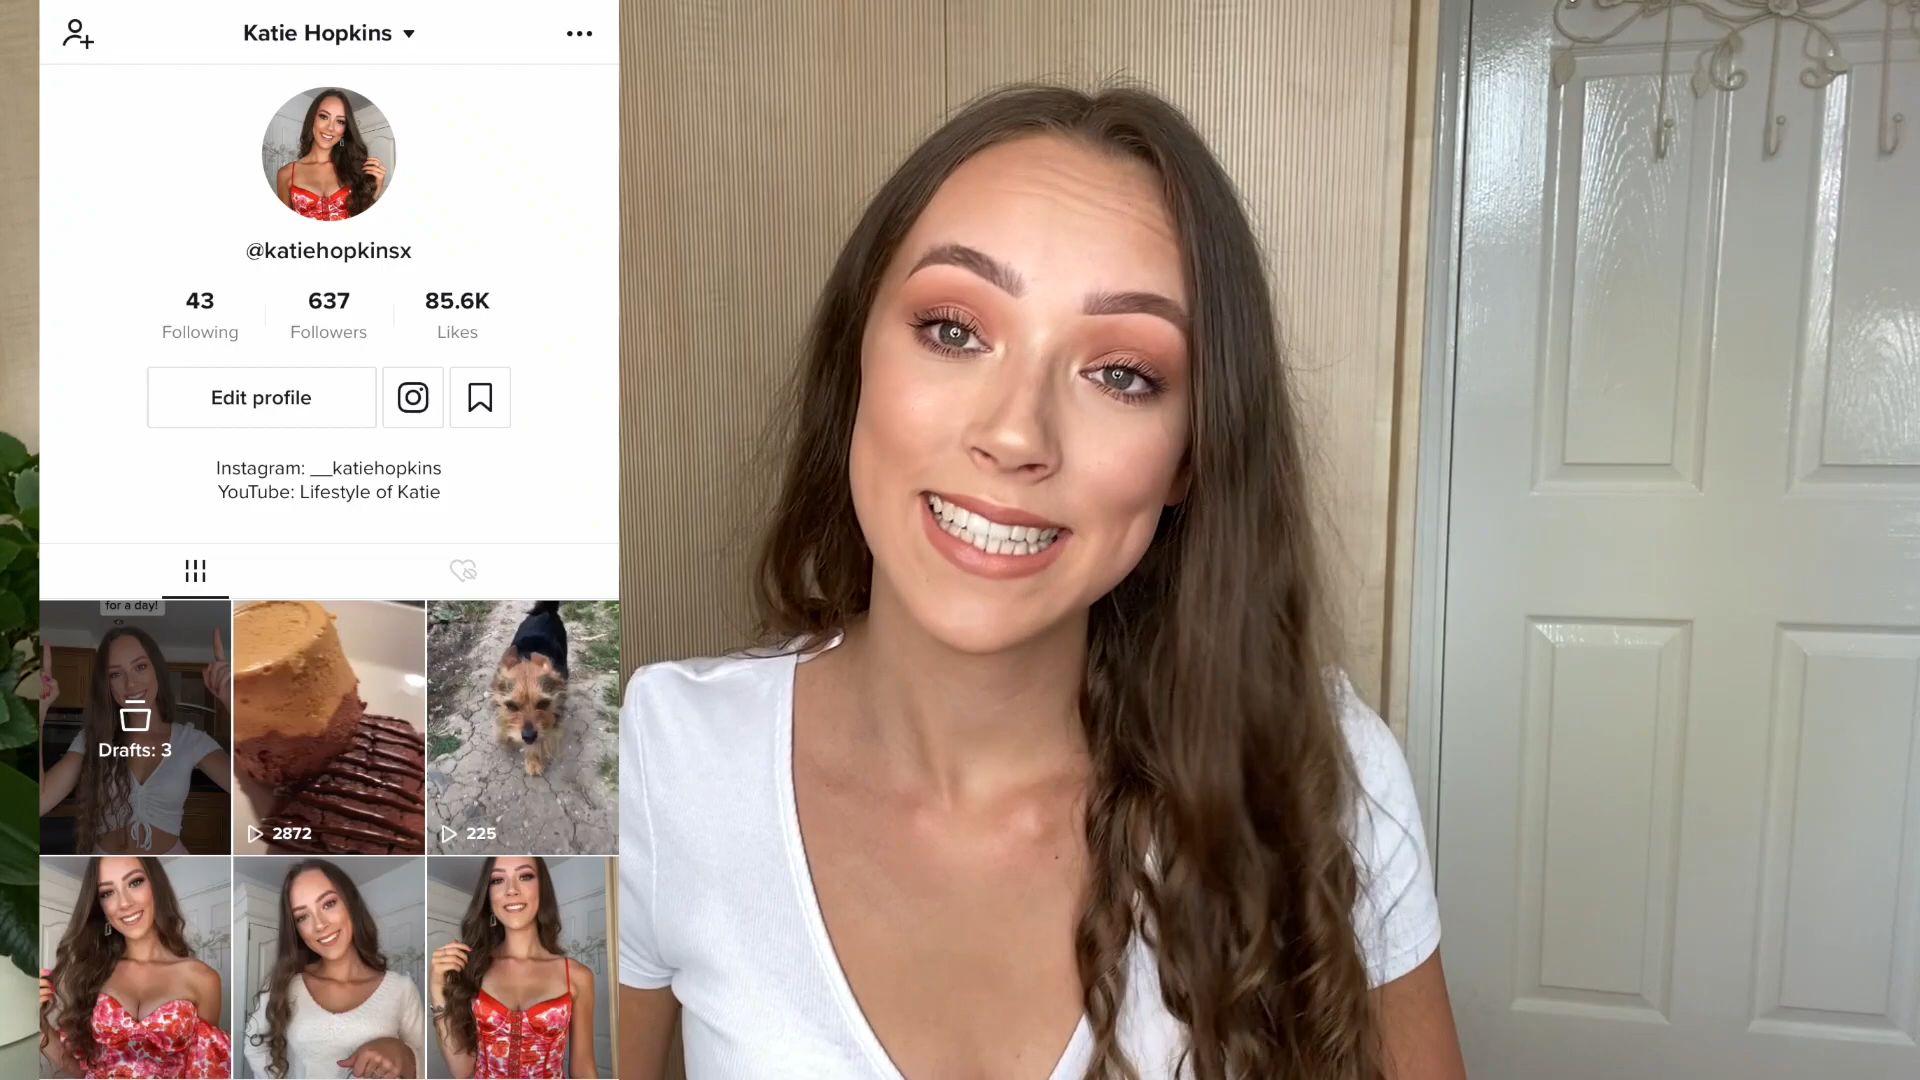 Katie Hopkins
@katiehopkinsx
43 637 85.6K
Following Followers Likes
Edit profile
Instagram: __katiehopkins
YouTube: Lifestyle of Katie
for a day!
Drafts: 3
2872
225